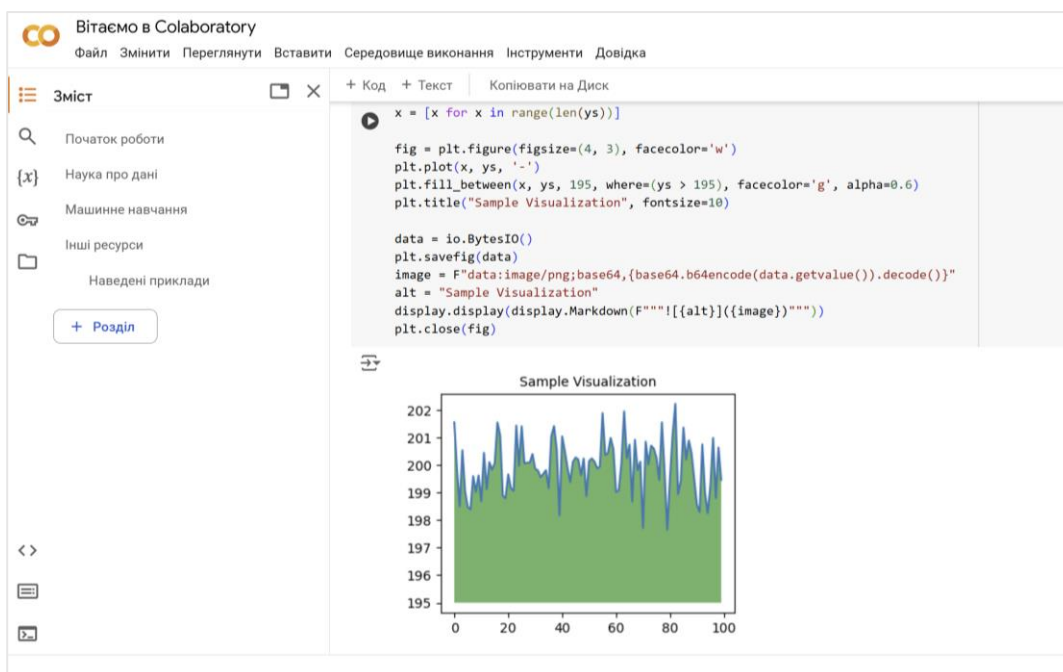 Вітаємо в Colaboratory
Файл Змінити Переглянути Вставити Середовище виконання Інструменти Довідка
Зміст
Початок роботи
Наука про дані
Машинне навчання
Інші ресурси
Наведені приклади
+ Розділ
+ Код + Текст Копіювати на Диск
x = [x for x in range(len(ys))]
fig = plt.figure(figsize=(4, 3), facecolor='w')
plt.plot(x, ys, '-')
plt.fill_between(x, ys, 195, where=(ys > 195), facecolor='g', alpha=0.6)
plt.title("Sample Visualization", fontsize=10)
data = io.BytesIO()
plt.savefig(data)
image = F"data:image/png;base64,{base64.b64encode(data.getvalue()).decode()}"
alt = "Sample Visualization"
display.display(display.Markdown(F"""![{alt}]({image})"""))
plt.close(fig)
Sample Visualization
202
201
200
199
198
197
196
195
0 20 40 60 80 100